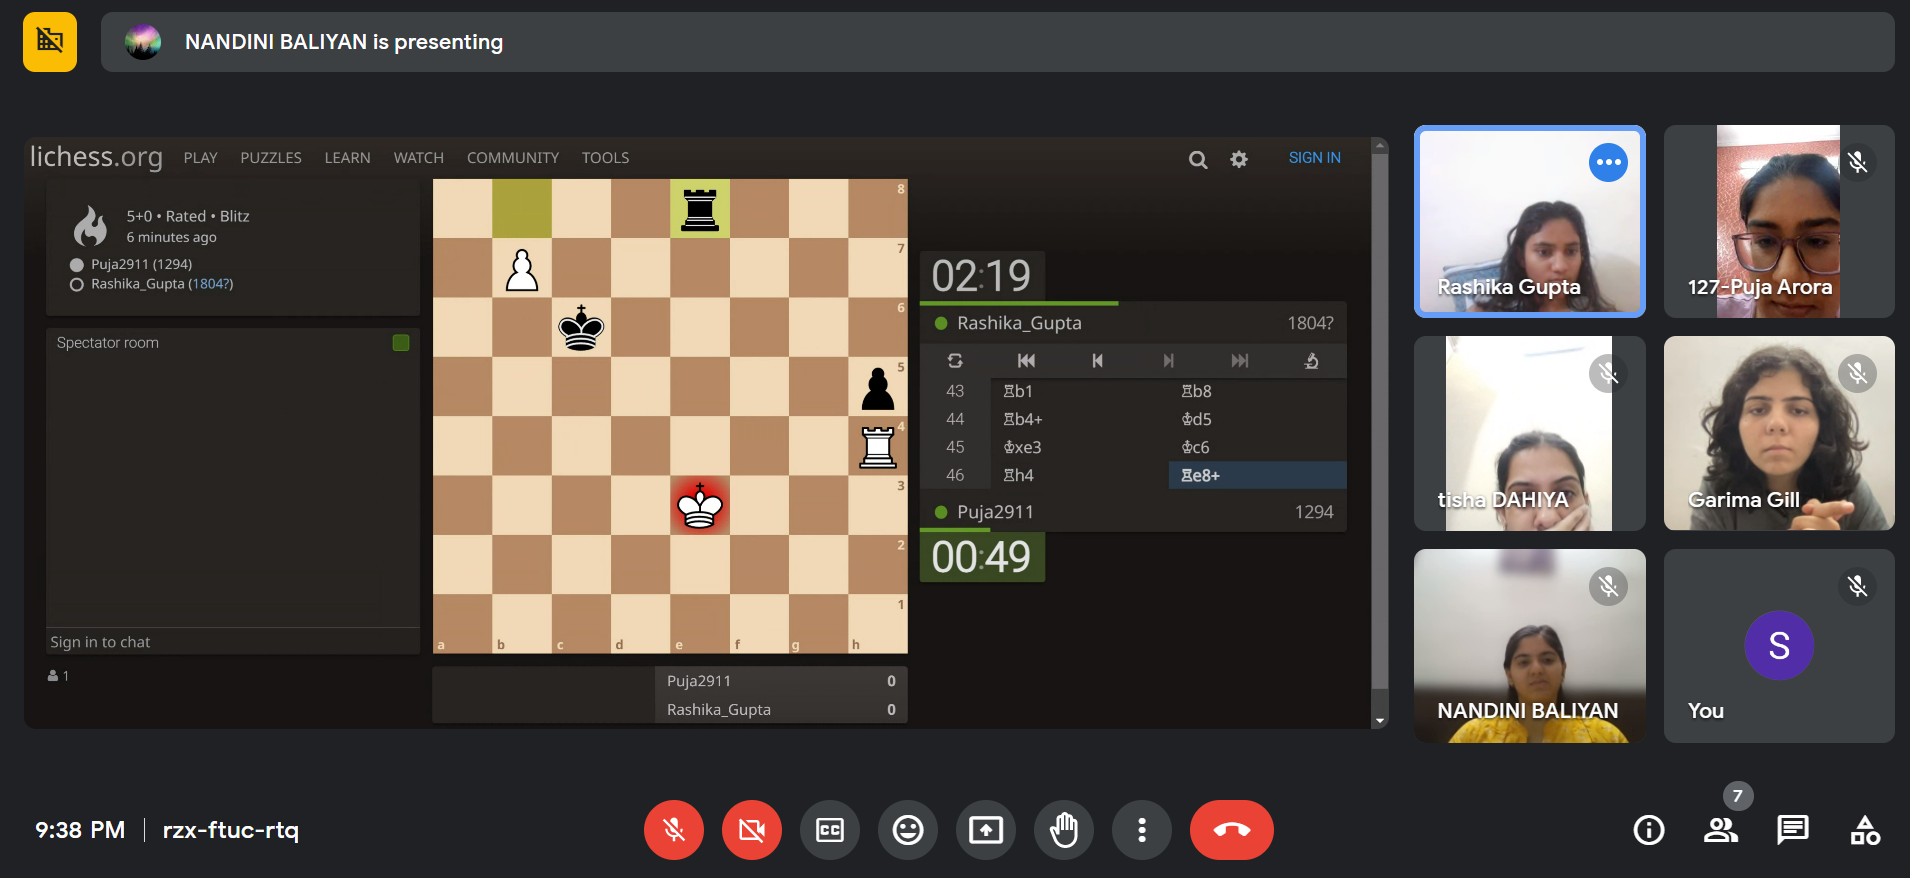 NANDINI BALIYAN is presenting
lichess.org PLAY PUZZLES LEARN WATCH COMMUNITY TOOLS SIGN IN
5+0 • Rated • Blitz
6 minutes ago
Puja2911 (1294)
Rashika_Gupta (1804?)
Spectator room
Sign in to chat
1
8
7
6
5
4
3
2
1
a b c d e f g h
Puja2911 0
Rashika_Gupta 0
02:19
Rashika_Gupta 1804?
43 ♖b1 ♖b8
44 ♖b4+ ♔d5
45 ♔xe3 ♔c6
46 ♖h4 ♖e8+
Puja2911 1294
00:49
Rashika Gupta
127-Puja Arora
tisha DAHIYA
Garima Gill
NANDINI BALIYAN
S
You
9:38 PM | rzx-ftuc-rtq
CC
7